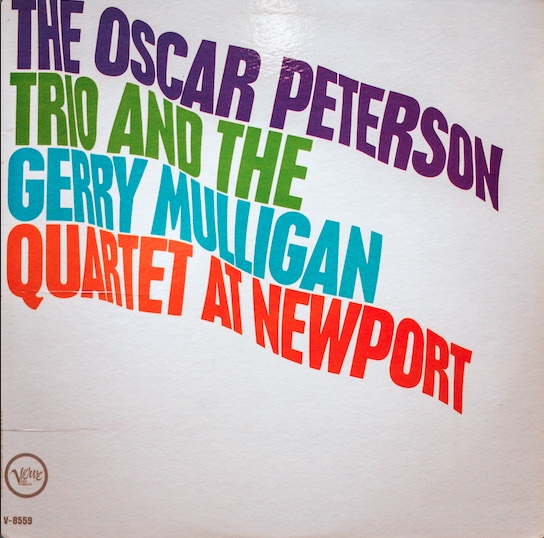 THE OSCAR PETERSON
TRIO AND THE
GERRY MULLIGAN
QUARTET AT NEWPORT
Verve
V-8559